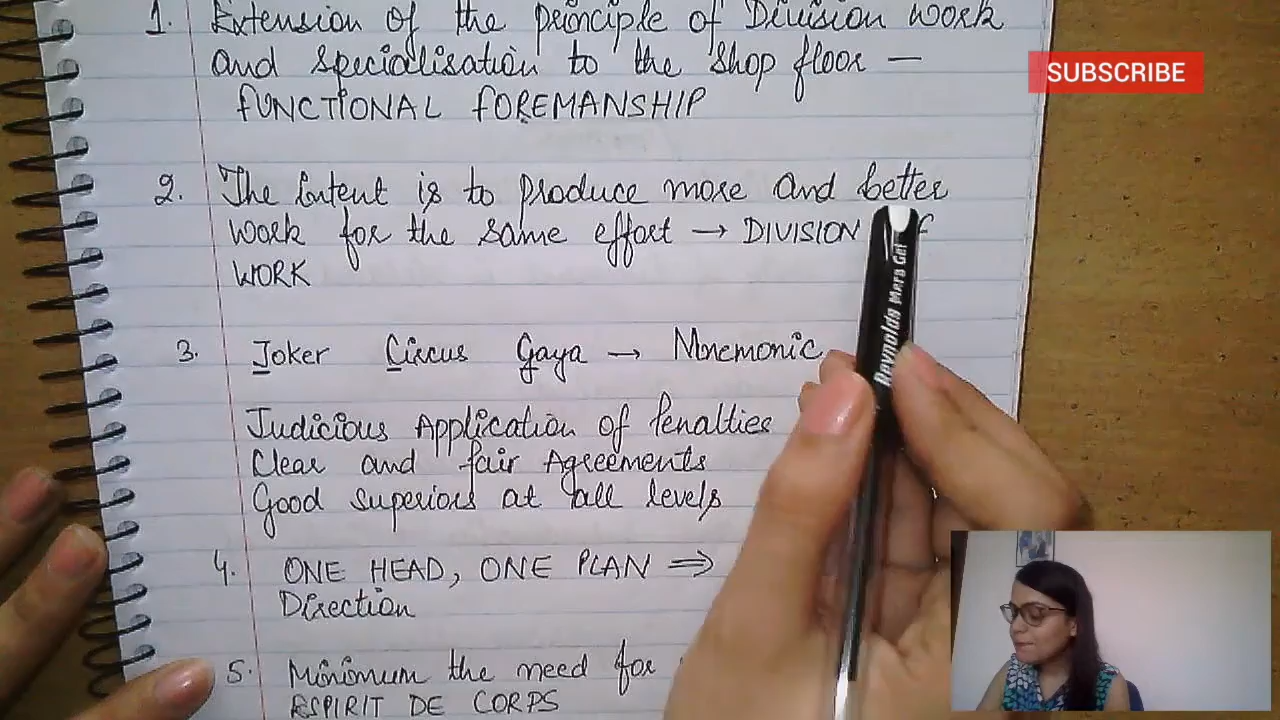 1. Extension of the principle of Division work
and specialisation to the shop floor —
FUNCTIONAL FOREMANSHIP
SUBSCRIBE
2. The intent is to produce more and better
work for the same effort → DIVISION
WORK
3. Joker Circus Gaya → Mnemonic
Judicious Application of Penalties
Clear and fair Agreements
Good superiors at all levels
4. ONE HEAD, ONE PLAN ⇒
Direction
5. Minimum the need for
ESPIRIT DE CORPS
Reynolds Mera Gel